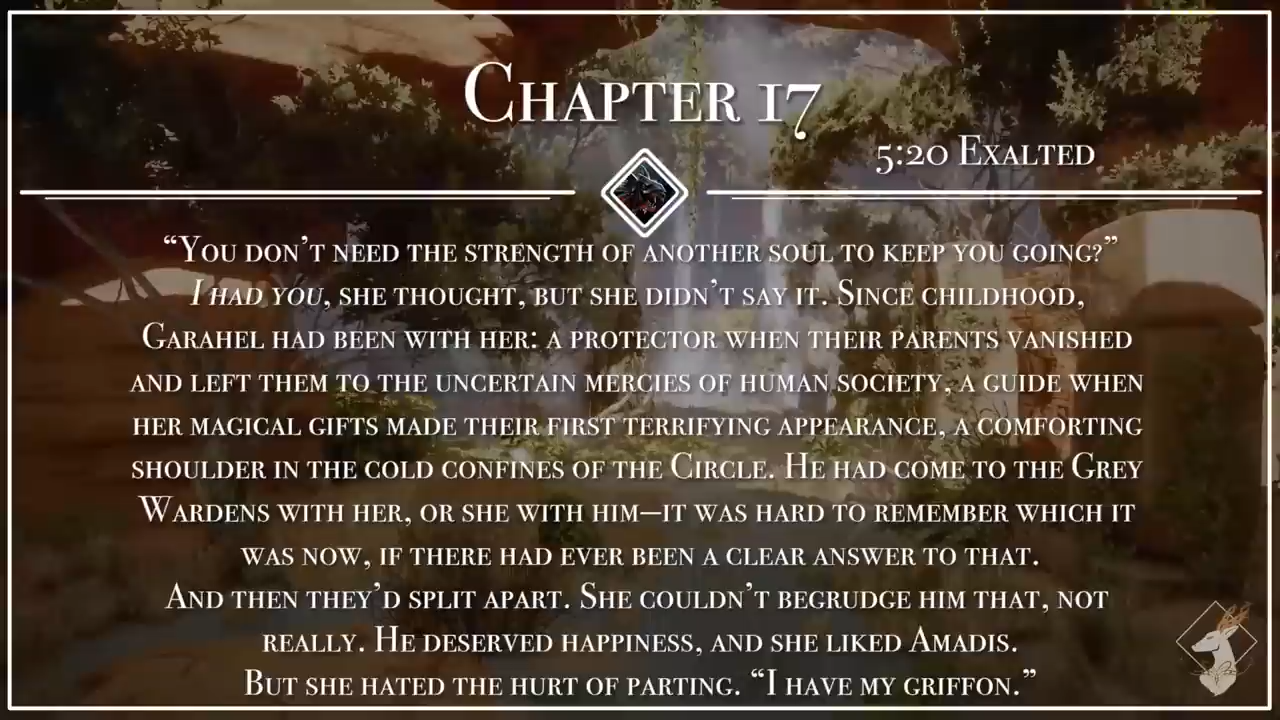 Chapter 17
5:20 Exalted
“You don’t need the strength of another soul to keep you going?”
I had you, she thought, but she didn’t say it. Since childhood,
Garahel had been with her: a protector when their parents vanished
and left them to the uncertain mercies of human society, a guide when
her magical gifts made their first terrifying appearance, a comforting
shoulder in the cold confines of the Circle. He had come to the Grey
Wardens with her, or she with him—it was hard to remember which it
was now, if there had ever been a clear answer to that.
And then they’d split apart. She couldn’t begrudge him that, not
really. He deserved happiness, and she liked Amadis.
But she hated the hurt of parting. “I have my griffon.”